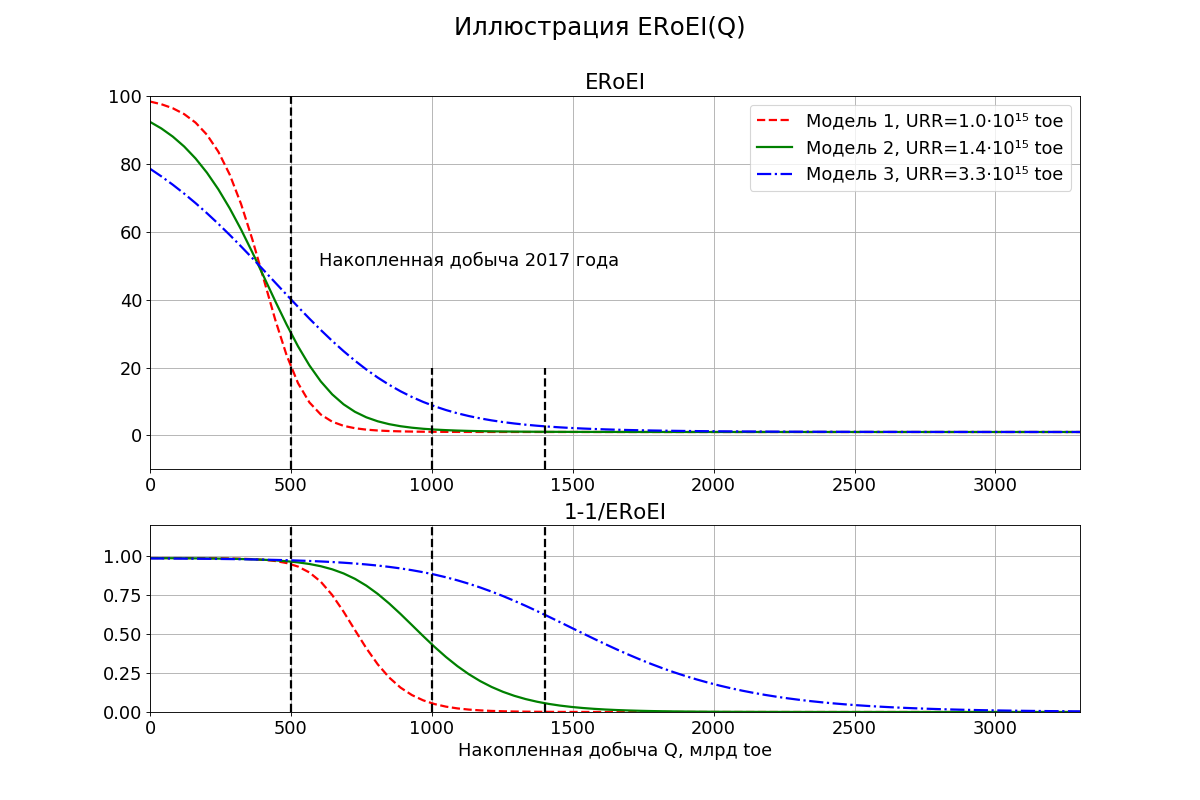 Иллюстрация ERoEI(Q)
ERoEI
100
80
60
40
20
0
Модель 1, URR=1.0·10¹⁵ toe
Модель 2, URR=1.4·10¹⁵ toe
Модель 3, URR=3.3·10¹⁵ toe
Накопленная добыча 2017 года
0 500 1000 1500 2000 2500 3000
1-1/ERoEI
1.00
0.75
0.50
0.25
0.00
0 500 1000 1500 2000 2500 3000
Накопленная добыча Q, млрд toe